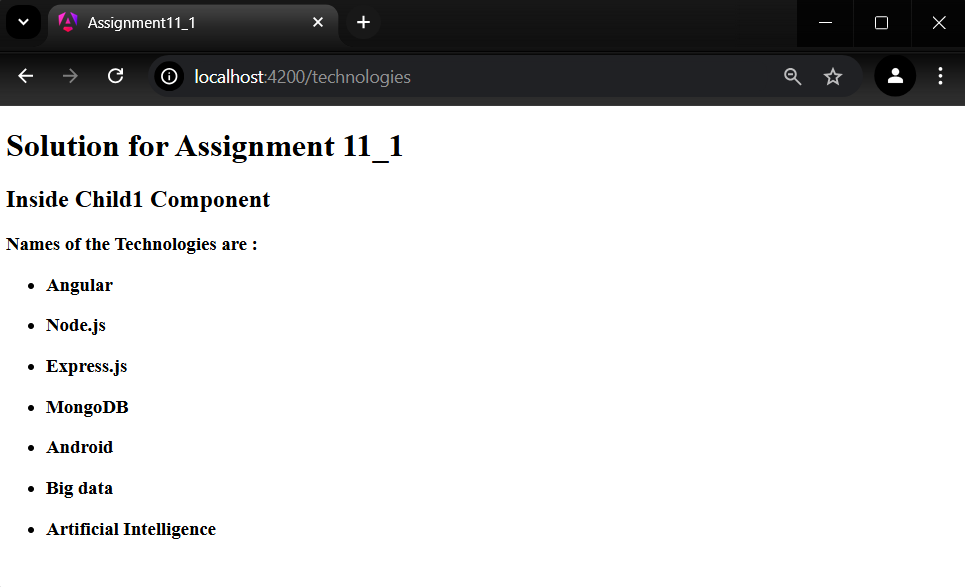 Assignment11_1
localhost:4200/technologies
Solution for Assignment 11_1
Inside Child1 Component
Names of the Technologies are :
Angular
Node.js
Express.js
MongoDB
Android
Big data
Artificial Intelligence